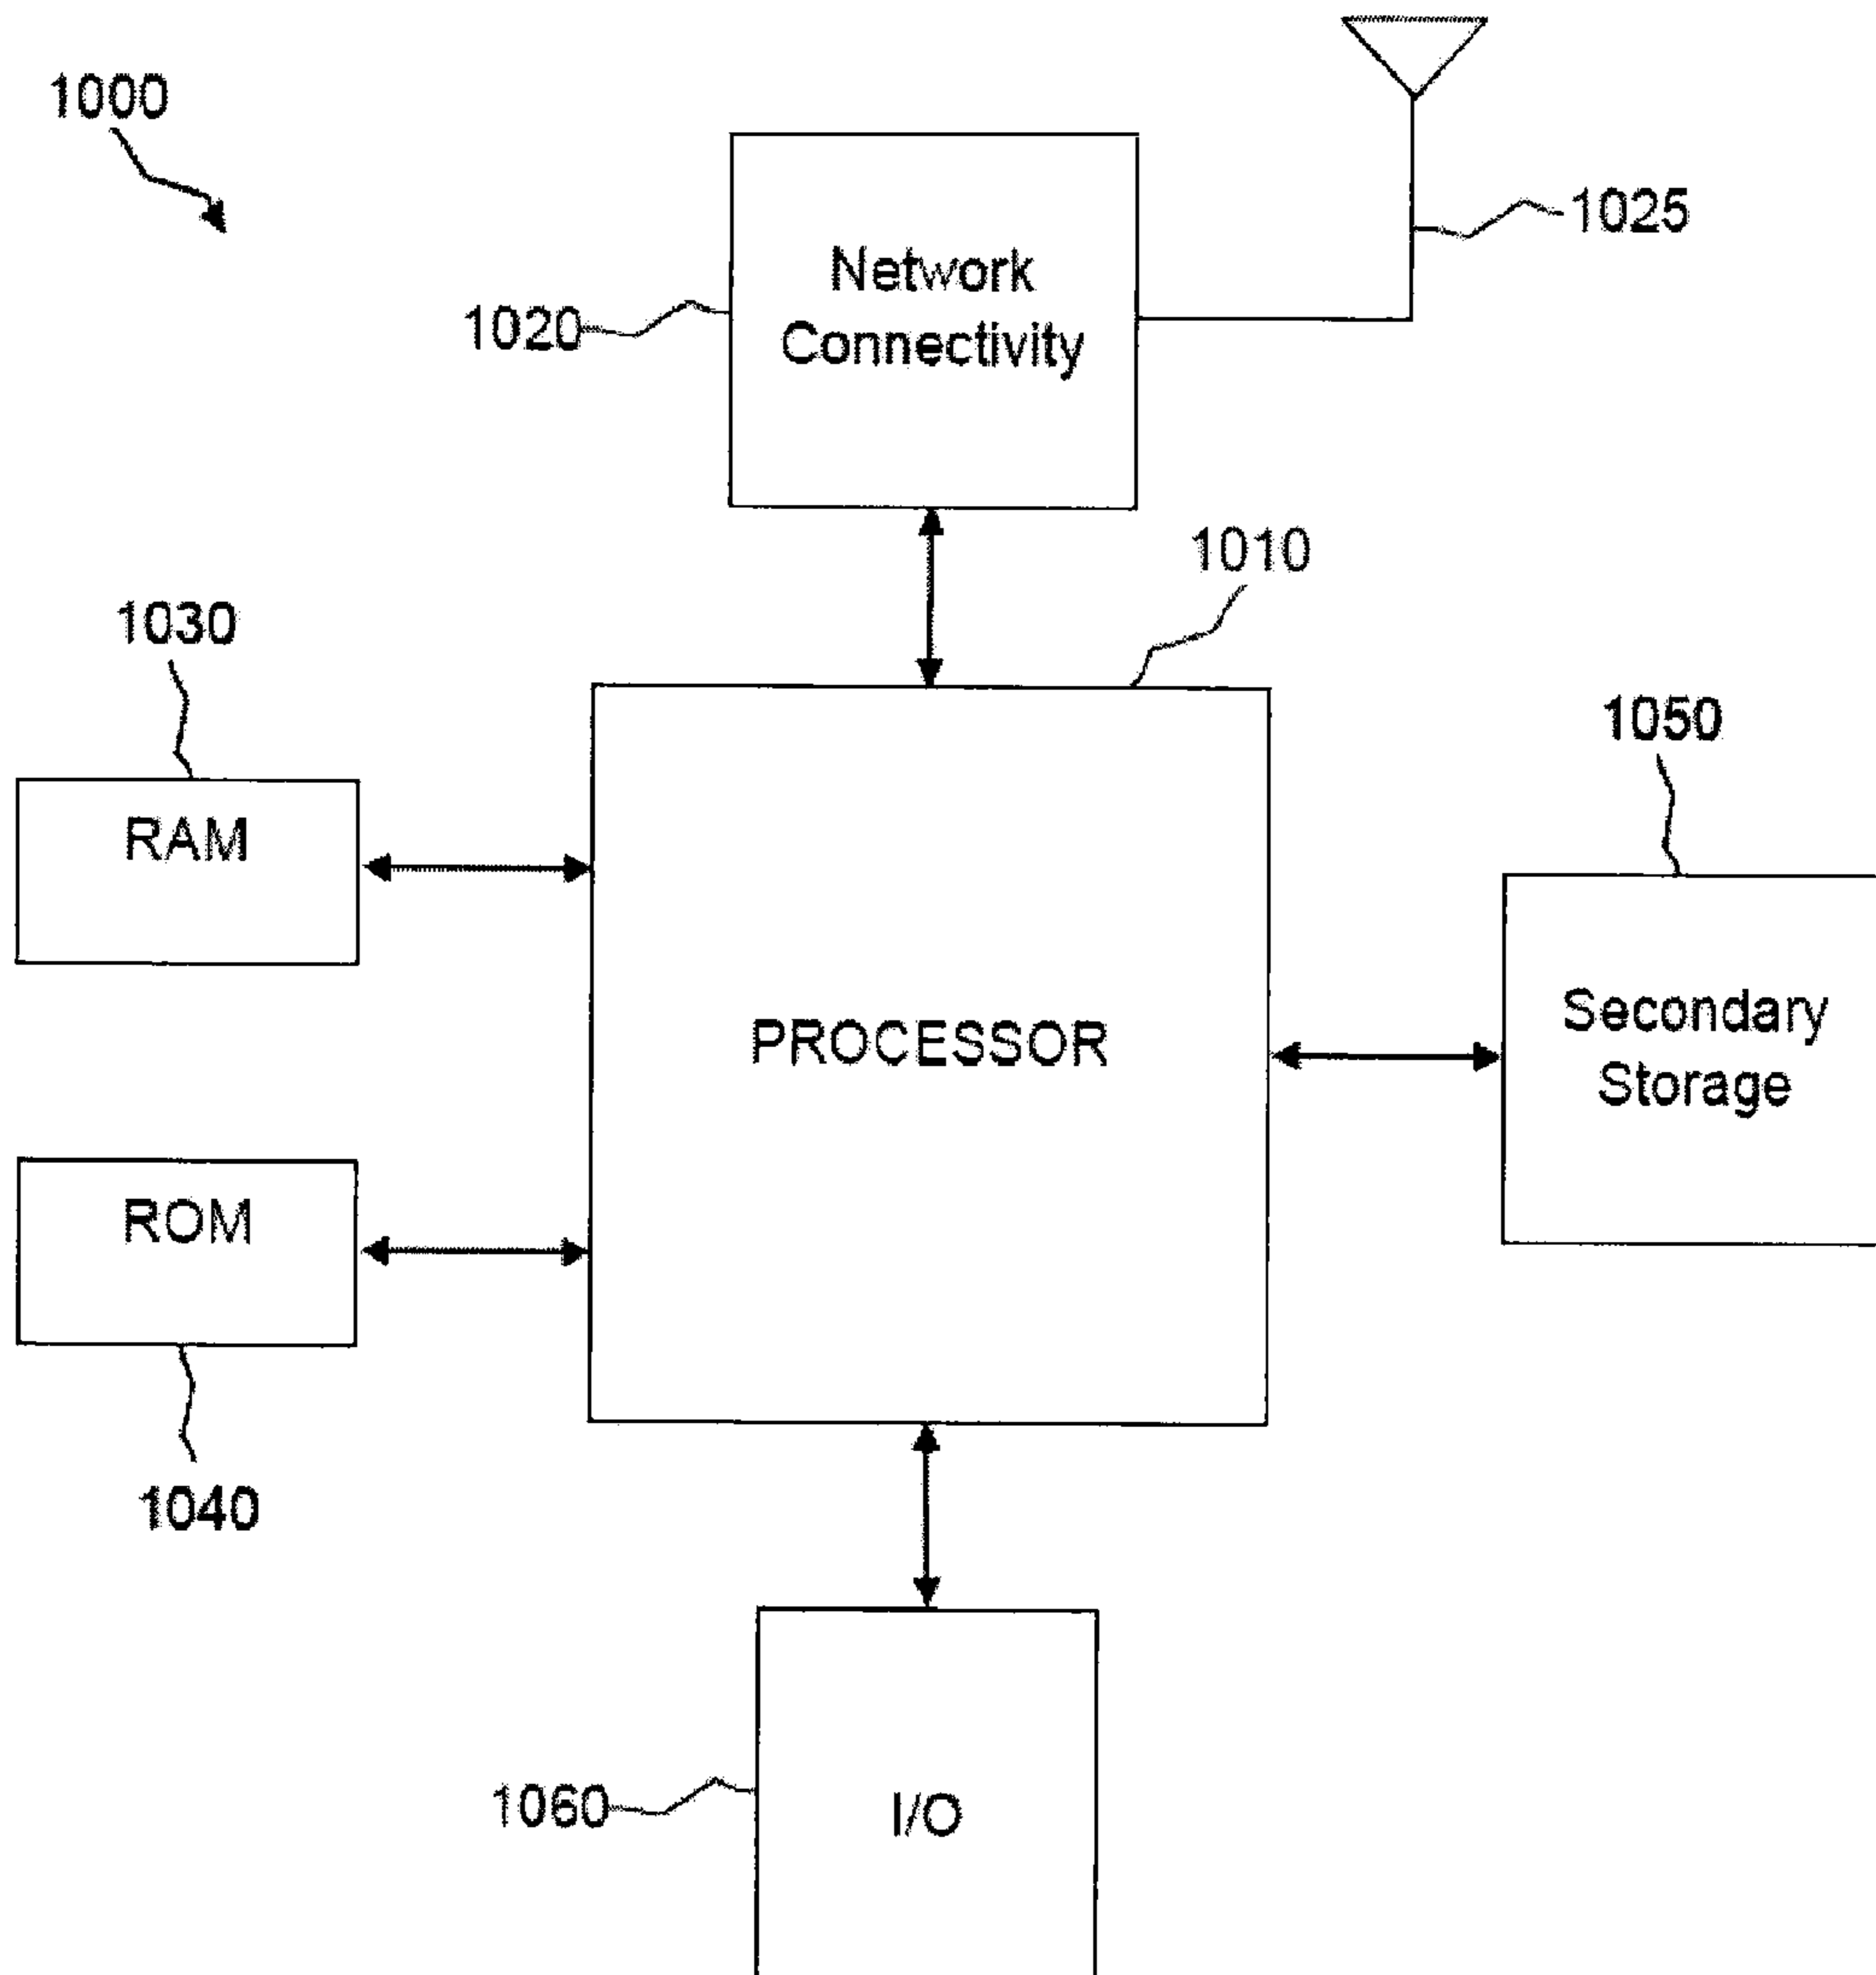 1000
1025
Network
Connectivity
1020
1010
1030
1050
RAM
PROCESSOR
Secondary
Storage
ROM
1040
1060
I/O